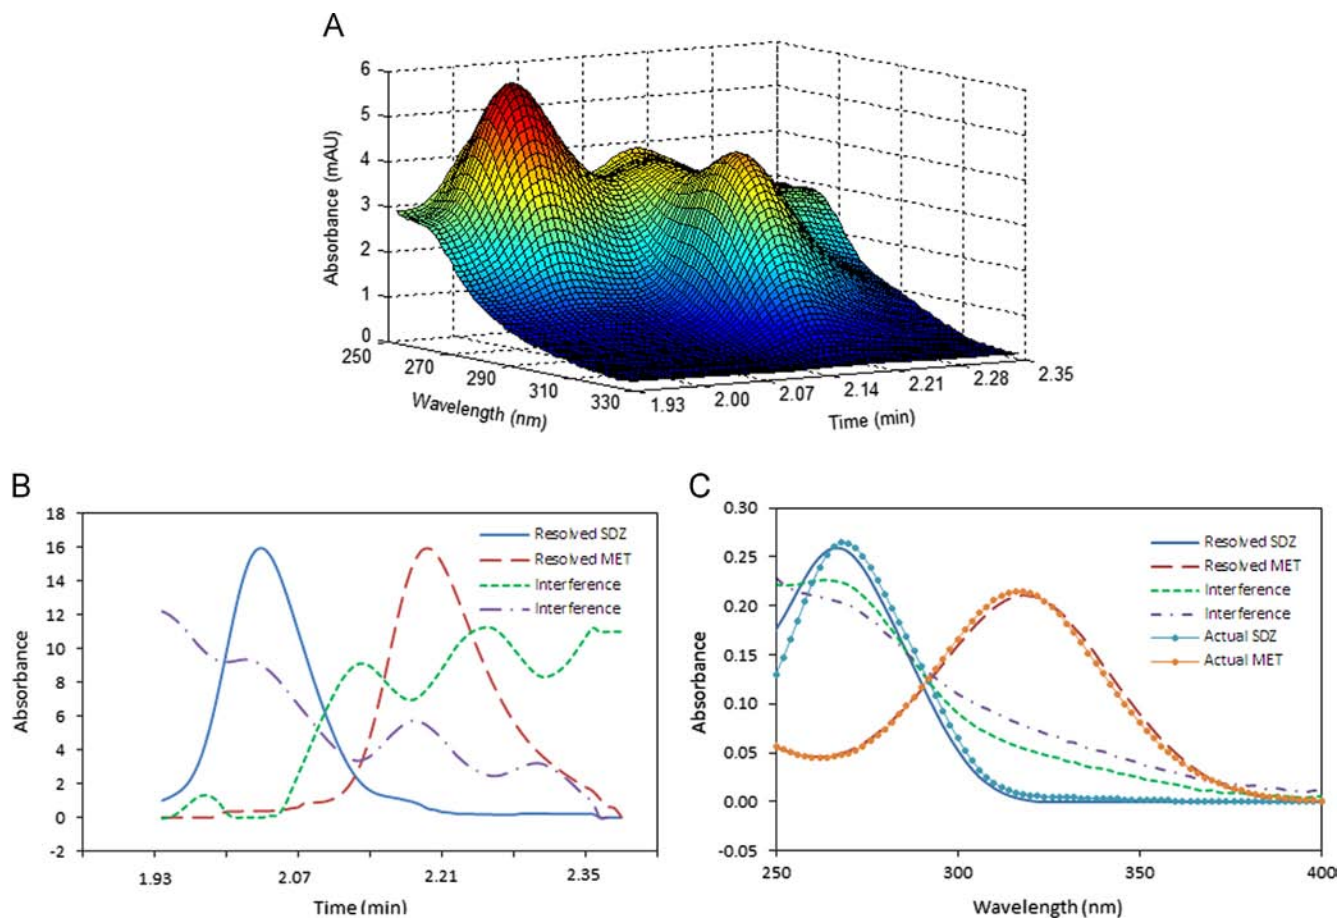 A
6
5
4
3
2
1
0
Absorbance (mAU)
250
270
290
310
330
Wavelength (nm)
1.93
2.00
2.07
2.14
2.21
2.28
2.35
Time (min)
B
18
16
14
12
10
8
6
4
2
0
-2
Absorbance
Resolved SDZ
Resolved MET
Interference
Interference
1.93
2.07
2.21
2.35
Time (min)
C
0.30
0.25
0.20
0.15
0.10
0.05
0.00
-0.05
Absorbance
Resolved SDZ
Resolved MET
Interference
Interference
Actual SDZ
Actual MET
250
300
350
400
Wavelength (nm)